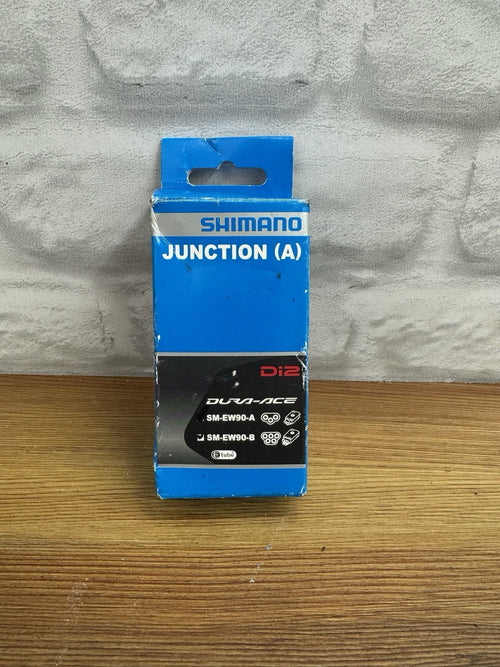 SHIMANO
JUNCTION (A)
Di2
DURA-ACE
SM-EW90-A
SM-EW90-B
E tube